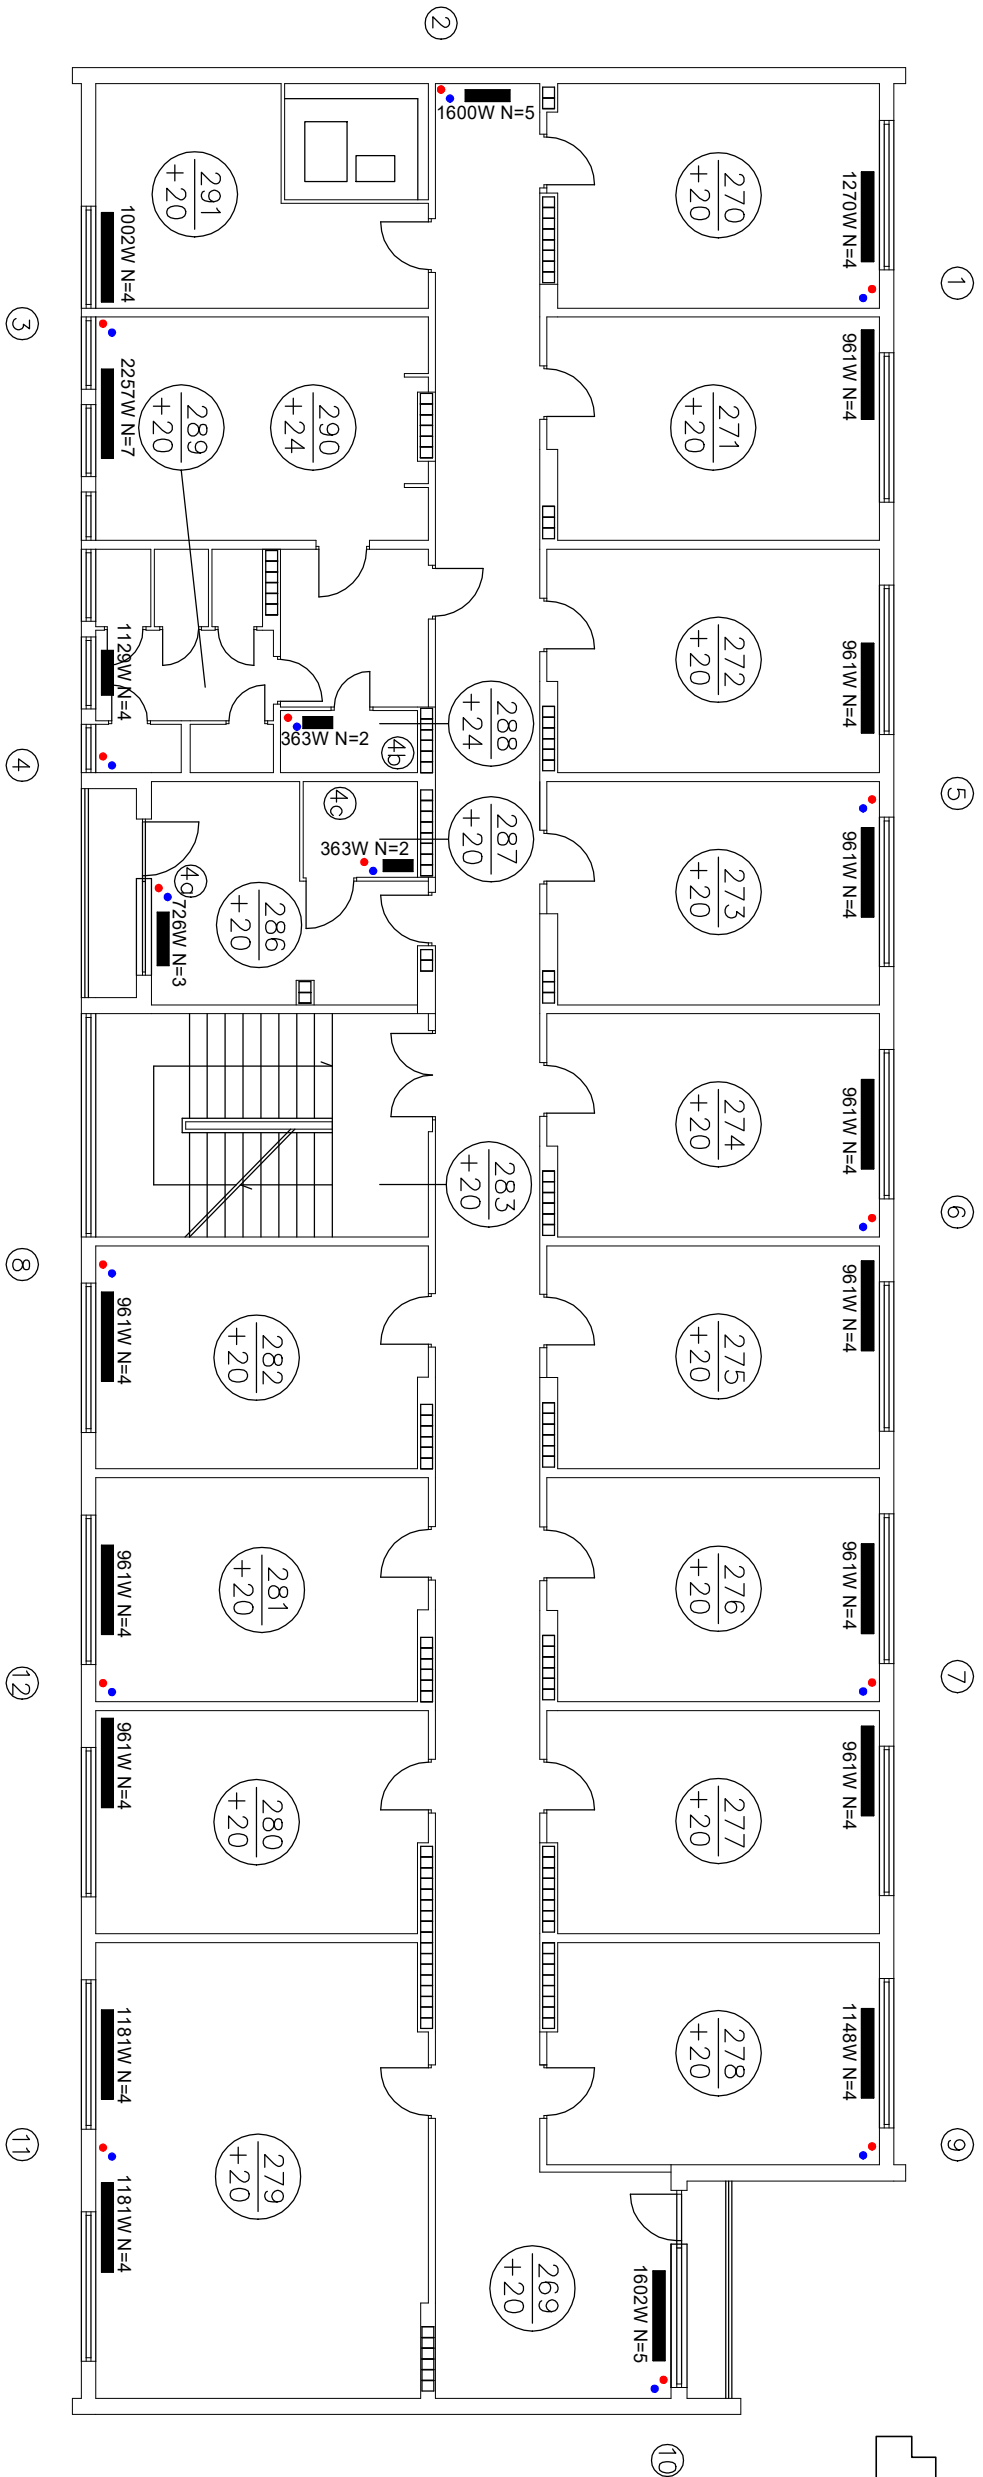 2
1600W N=5
291
+20
1002W N=4
270
+20
1270W N=4
1
3
2257W N=7
289
+20
290
+24
271
+20
961W N=4
1129W N=4
272
+20
961W N=4
288
+24
363W N=2
4b
4
4c
287
+20
363W N=2
5
273
+20
961W N=4
4a
726W N=3
286
+20
274
+20
961W N=4
283
+20
6
8
282
+20
961W N=4
275
+20
961W N=4
281
+20
961W N=4
276
+20
961W N=4
12
7
280
+20
961W N=4
277
+20
961W N=4
1181W N=4
278
+20
1148W N=4
11
9
279
+20
1181W N=4
269
+20
1602W N=5
10